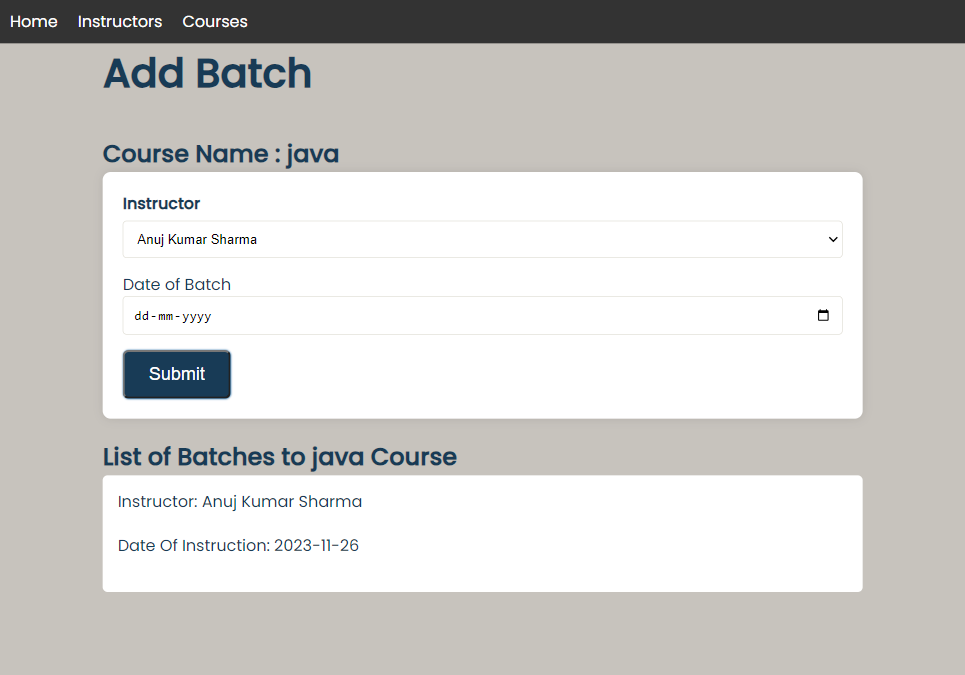 Home Instructors Courses
Add Batch
Course Name : java
Instructor
Anuj Kumar Sharma
Date of Batch
dd-mm-yyyy
Submit
List of Batches to java Course
Instructor: Anuj Kumar Sharma
Date Of Instruction: 2023-11-26